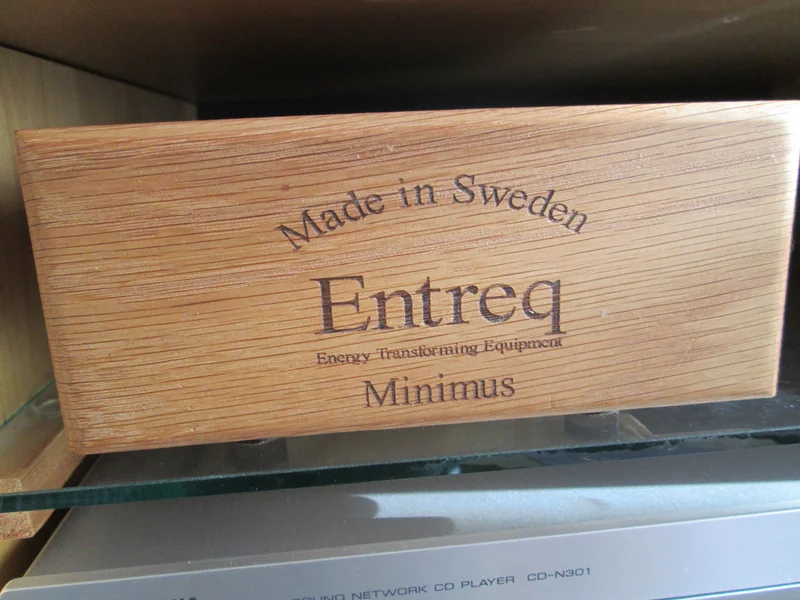 Made in Sweden
Entreq
Energy Transforming Equipment
Minimus
NETWORK CD PLAYER CD-N301